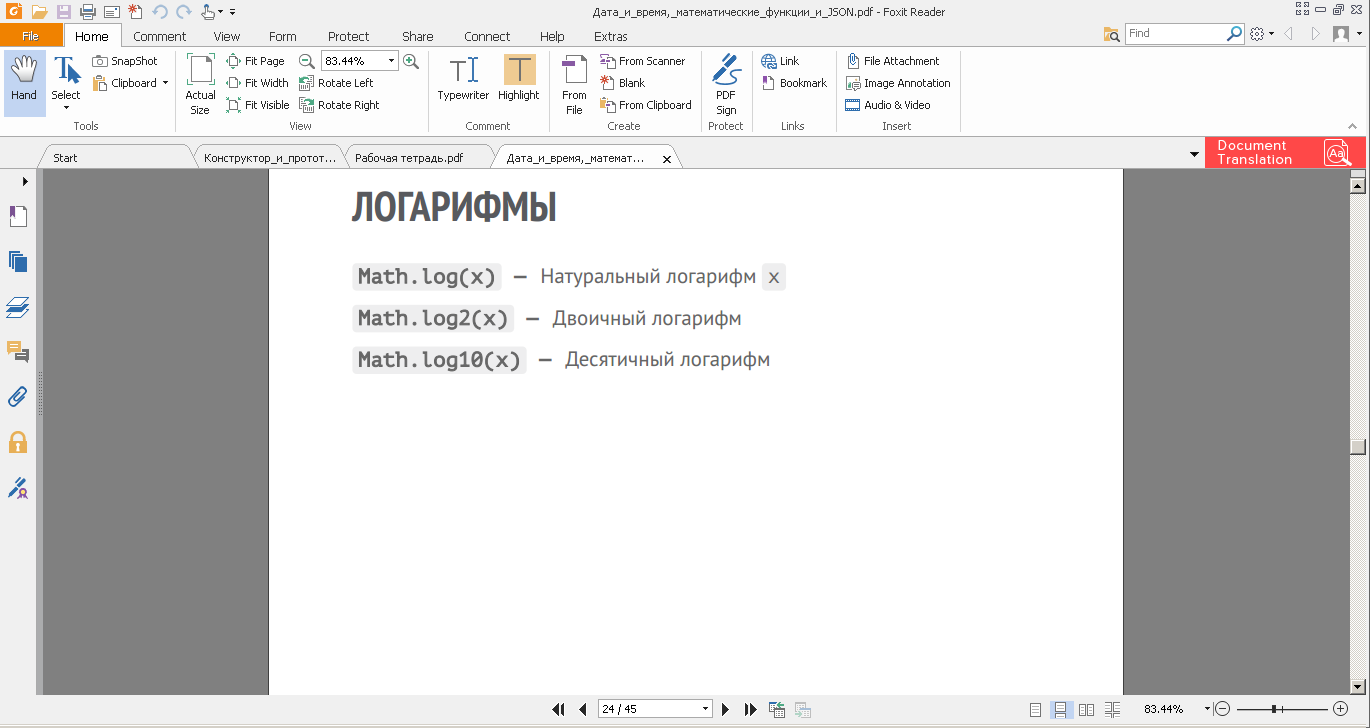 Дата_и_время,_математические_функции_и_JSON.pdf - Foxit Reader
File Home Comment View Form Protect Share Connect Help Extras Find
Hand
Select
SnapShot
Clipboard
Tools
Actual Size
Fit Page
Fit Width
Fit Visible
83.44%
Rotate Left
Rotate Right
View
Typewriter
Highlight
Comment
From File
From Scanner
Blank
From Clipboard
Create
PDF Sign
Protect
Link
Bookmark
Links
File Attachment
Image Annotation
Audio & Video
Insert
Start
Конструктор_и_протот...
Рабочая тетрадь.pdf
Дата_и_время,_математ...
Document
Translation
Aa
ЛОГАРИФМЫ
Math.log(x) — Натуральный логарифм x
Math.log2(x) — Двоичный логарифм
Math.log10(x) — Десятичный логарифм
24 / 45
83.44%